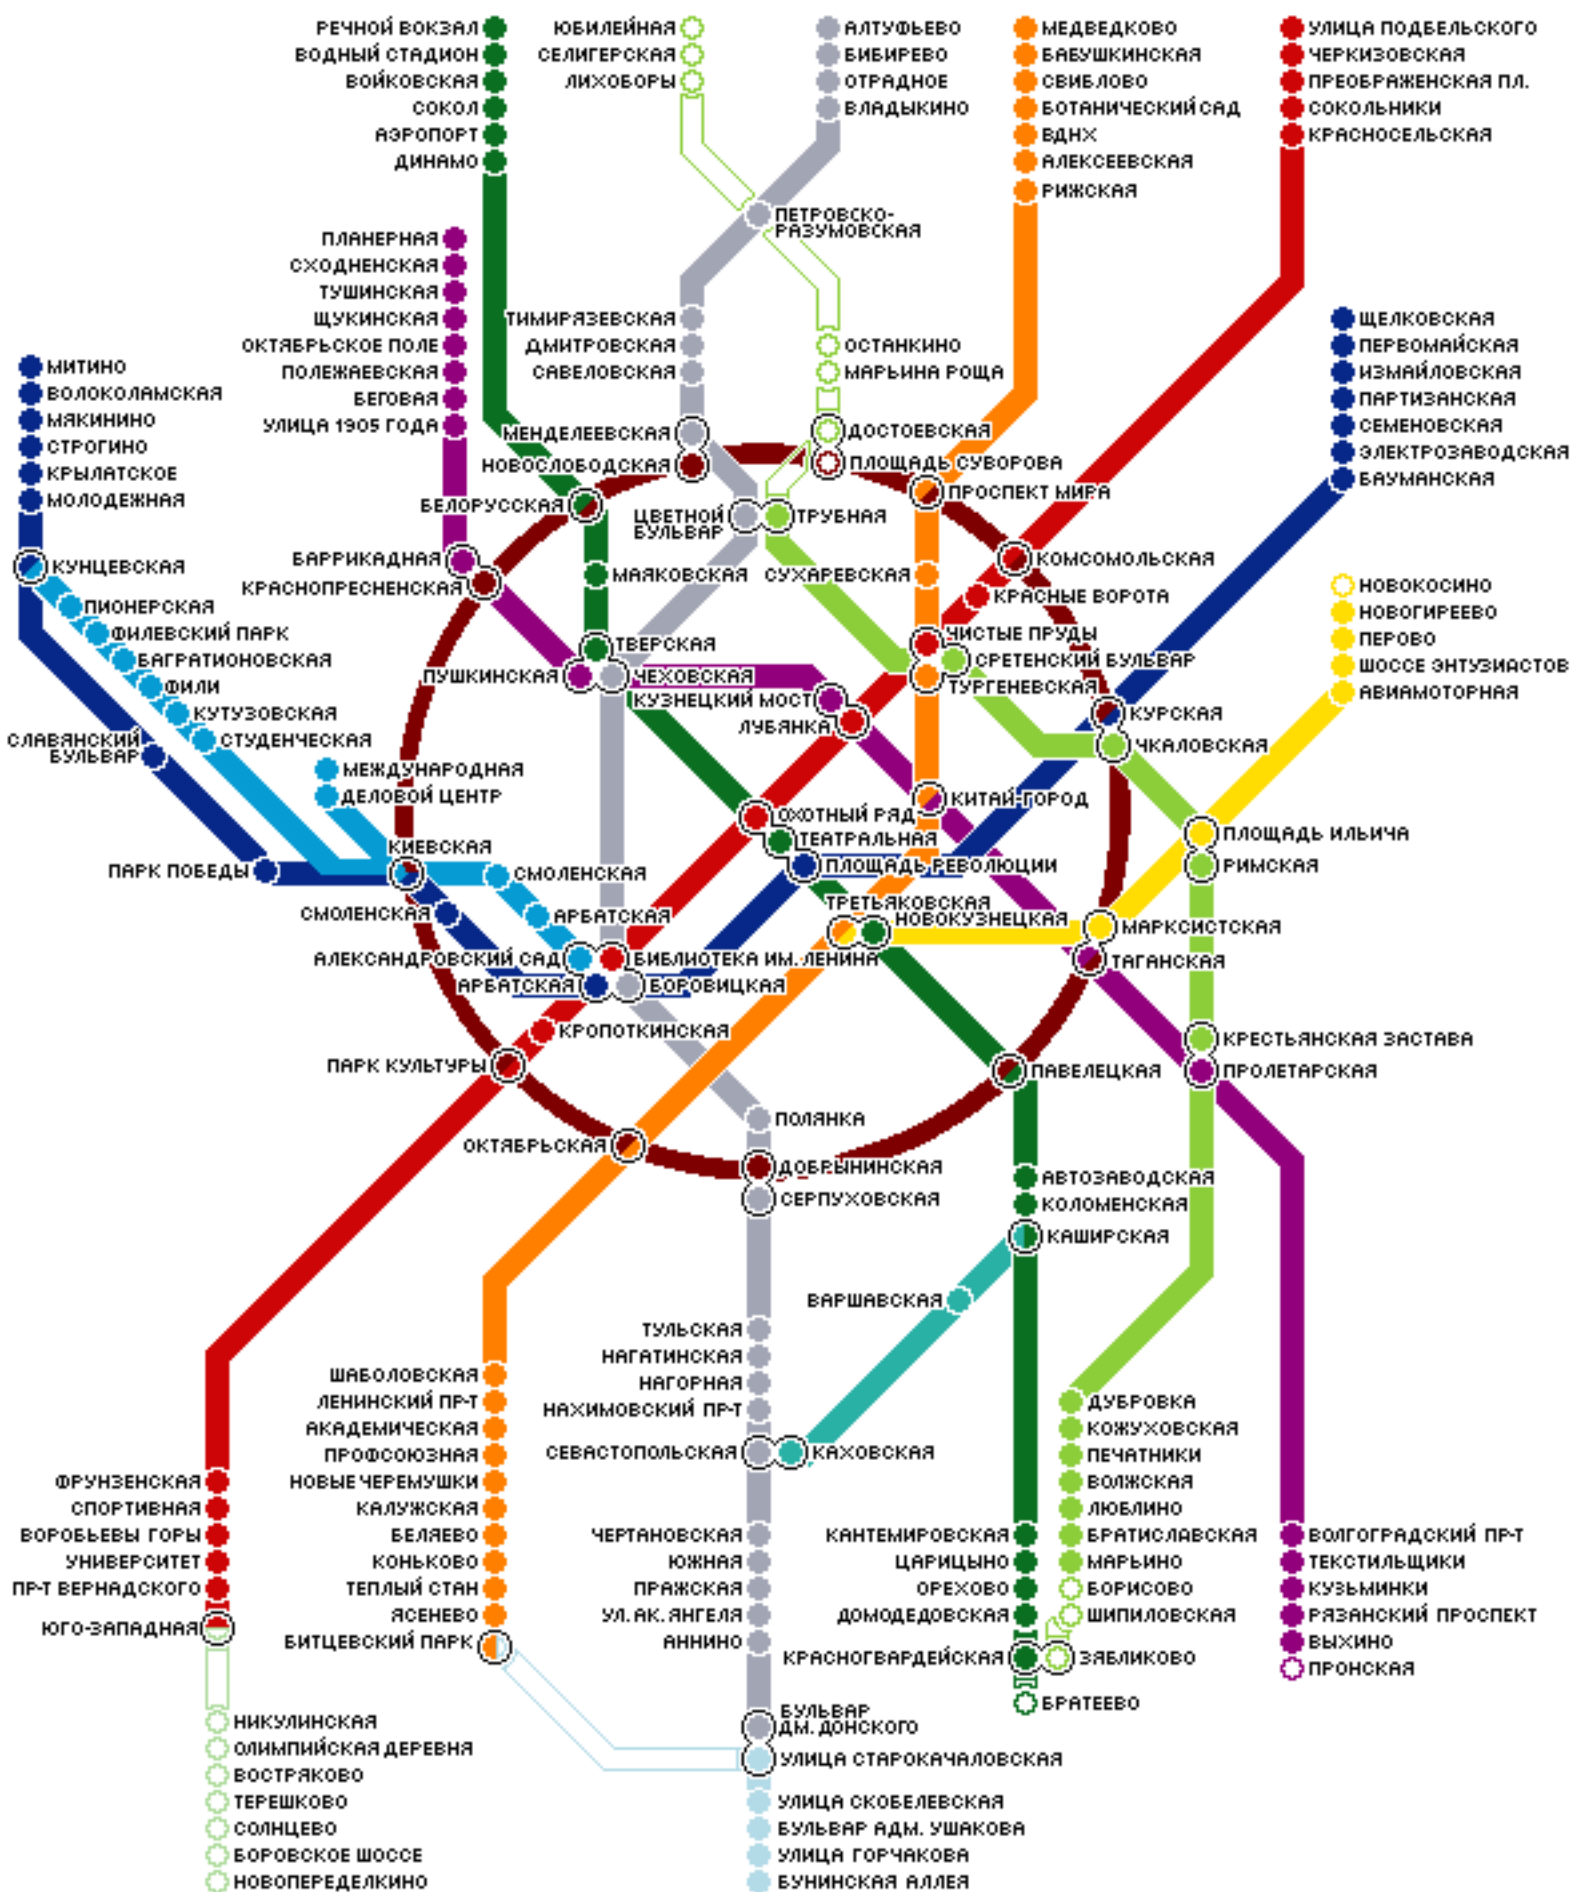 РЕЧНОЙ ВОКЗАЛ
ВОДНЫЙ СТАДИОН
ВОЙКОВСКАЯ
СОКОЛ
АЭРОПОРТ
ДИНАМО
ЮБИЛЕЙНАЯ
СЕЛИГЕРСКАЯ
ЛИХОБОРЫ
АЛТУФЬЕВО
БИБИРЕВО
ОТРАДНОЕ
ВЛАДЫКИНО
МЕДВЕДКОВО
БАБУШКИНСКАЯ
СВИБЛОВО
БОТАНИЧЕСКИЙ САД
ВДНХ
АЛЕКСЕЕВСКАЯ
РИЖСКАЯ
УЛИЦА ПОДБЕЛЬСКОГО
ЧЕРКИЗОВСКАЯ
ПРЕОБРАЖЕНСКАЯ ПЛ.
СОКОЛЬНИКИ
КРАСНОСЕЛЬСКАЯ
ПЕТРОВСКО-
РАЗУМОВСКАЯ
ПЛАНЕРНАЯ
СХОДНЕНСКАЯ
ТУШИНСКАЯ
ЩУКИНСКАЯ
ОКТЯБРЬСКОЕ ПОЛЕ
ПОЛЕЖАЕВСКАЯ
БЕГОВАЯ
УЛИЦА 1905 ГОДА
ТИМИРЯЗЕВСКАЯ
ДМИТРОВСКАЯ
САВЕЛОВСКАЯ
ОСТАНКИНО
МАРЬИНА РОЩА
ЩЕЛКОВСКАЯ
ПЕРВОМАЙСКАЯ
ИЗМАЙЛОВСКАЯ
ПАРТИЗАНСКАЯ
СЕМЕНОВСКАЯ
ЭЛЕКТРОЗАВОДСКАЯ
БАУМАНСКАЯ
МИТИНО
ВОЛОКОЛАМСКАЯ
МЯКИНИНО
СТРОГИНО
КРЫЛАТСКОЕ
МОЛОДЕЖНАЯ
КУНЦЕВСКАЯ
МЕНДЕЛЕЕВСКАЯ
НОВОСЛОБОДСКАЯ
ДОСТОЕВСКАЯ
ПЛОЩАДЬ СУВОРОВА
ПРОСПЕКТ МИРА
БЕЛОРУССКАЯ
ЦВЕТНОЙ
БУЛЬВАР
ТРУБНАЯ
БАРРИКАДНАЯ
КРАСНОПРЕСНЕНСКАЯ
МАЯКОВСКАЯ
СУХАРЕВСКАЯ
КОМСОМОЛЬСКАЯ
КРАСНЫЕ ВОРОТА
НОВОКОСИНО
НОВОГИРЕЕВО
ПЕРОВО
ШОССЕ ЭНТУЗИАСТОВ
АВИАМОТОРНАЯ
ПИОНЕРСКАЯ
ФИЛЕВСКИЙ ПАРК
БАГРАТИОНОВСКАЯ
ФИЛИ
КУТУЗОВСКАЯ
СТУДЕНЧЕСКАЯ
СЛАВЯНСКИЙ
БУЛЬВАР
ТВЕРСКАЯ
ПУШКИНСКАЯ
ЧЕХОВСКАЯ
ЧИСТЫЕ ПРУДЫ
СРЕТЕНСКИЙ БУЛЬВАР
ТУРГЕНЕВСКАЯ
КУЗНЕЦКИЙ МОСТ
ЛУБЯНКА
КУРСКАЯ
ЧКАЛОВСКАЯ
МЕЖДУНАРОДНАЯ
ДЕЛОВОЙ ЦЕНТР
КИТАЙ-ГОРОД
ОХОТНЫЙ РЯД
ТЕАТРАЛЬНАЯ
ПЛОЩАДЬ РЕВОЛЮЦИИ
ПЛОЩАДЬ ИЛЬИЧА
РИМСКАЯ
КИЕВСКАЯ
ПАРК ПОБЕДЫ
СМОЛЕНСКАЯ
СМОЛЕНСКАЯ
АРБАТСКАЯ
ТРЕТЬЯКОВСКАЯ
НОВОКУЗНЕЦКАЯ
МАРКСИСТСКАЯ
ТАГАНСКАЯ
АЛЕКСАНДРОВСКИЙ САД
БИБЛИОТЕКА ИМ. ЛЕНИНА
АРБАТСКАЯ
БОРОВИЦКАЯ
КРОПОТКИНСКАЯ
ПАРК КУЛЬТУРЫ
КРЕСТЬЯНСКАЯ ЗАСТАВА
ПАВЕЛЕЦКАЯ
ПРОЛЕТАРСКАЯ
ПОЛЯНКА
ОКТЯБРЬСКАЯ
ДОБРЫНИНСКАЯ
СЕРПУХОВСКАЯ
АВТОЗАВОДСКАЯ
КОЛОМЕНСКАЯ
КАШИРСКАЯ
ВАРШАВСКАЯ
ТУЛЬСКАЯ
НАГАТИНСКАЯ
НАГОРНАЯ
НАХИМОВСКИЙ ПР-Т
СЕВАСТОПОЛЬСКАЯ
КАХОВСКАЯ
ШАБОЛОВСКАЯ
ЛЕНИНСКИЙ ПР-Т
АКАДЕМИЧЕСКАЯ
ПРОФСОЮЗНАЯ
НОВЫЕ ЧЕРЕМУШКИ
КАЛУЖСКАЯ
БЕЛЯЕВО
КОНЬКОВО
ТЕПЛЫЙ СТАН
ЯСЕНЕВО
БИТЦЕВСКИЙ ПАРК
ДУБРОВКА
КОЖУХОВСКАЯ
ПЕЧАТНИКИ
ВОЛЖСКАЯ
ЛЮБЛИНО
БРАТИСЛАВСКАЯ
МАРЬИНО
БОРИСОВО
ШИПИЛОВСКАЯ
ЗЯБЛИКОВО
ФРУНЗЕНСКАЯ
СПОРТИВНАЯ
ВОРОБЬЕВЫ ГОРЫ
УНИВЕРСИТЕТ
ПР-Т ВЕРНАДСКОГО
ЮГО-ЗАПАДНАЯ
ЧЕРТАНОВСКАЯ
ЮЖНАЯ
ПРАЖСКАЯ
УЛ. АК. ЯНГЕЛЯ
АННИНО
КАНТЕМИРОВСКАЯ
ЦАРИЦЫНО
ОРЕХОВО
ДОМОДЕДОВСКАЯ
КРАСНОГВАРДЕЙСКАЯ
БРАТЕЕВО
ВОЛГОГРАДСКИЙ ПР-Т
ТЕКСТИЛЬЩИКИ
КУЗЬМИНКИ
РЯЗАНСКИЙ ПРОСПЕКТ
ВЫХИНО
ПРОНСКАЯ
БУЛЬВАР
ДМ. ДОНСКОГО
УЛИЦА СТАРОКАЧАЛОВСКАЯ
УЛИЦА СКОБЕЛЕВСКАЯ
БУЛЬВАР АДМ. УШАКОВА
УЛИЦА ГОРЧАКОВА
БУНИНСКАЯ АЛЛЕЯ
НИКУЛИНСКАЯ
ОЛИМПИЙСКАЯ ДЕРЕВНЯ
ВОСТРЯКОВО
ТЕРЕШКОВО
СОЛНЦЕВО
БОРОВСКОЕ ШОССЕ
НОВОПЕРЕДЕЛКИНО